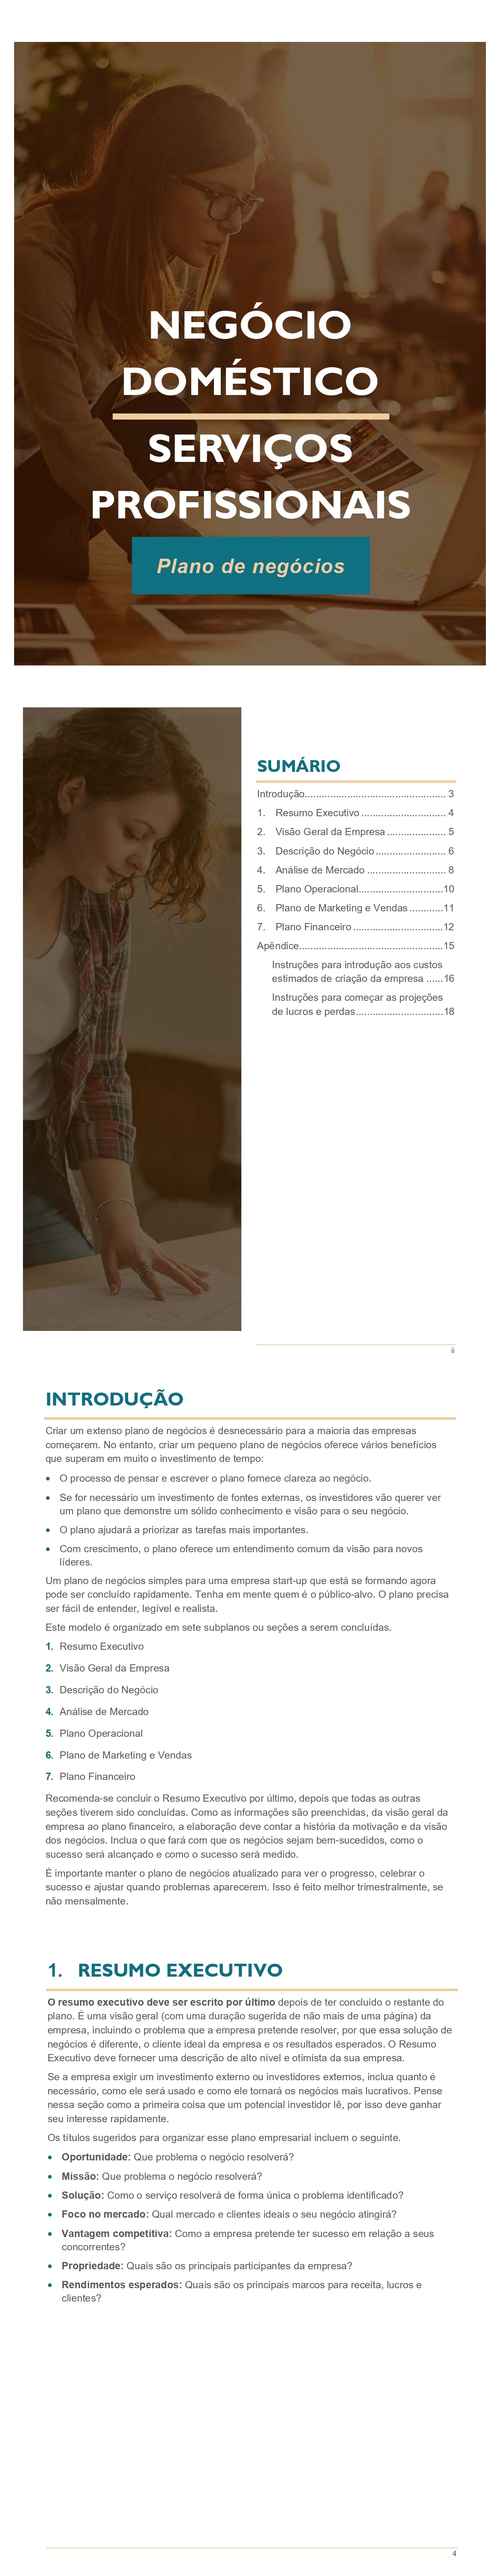 NEGÓCIO
DOMÉSTICO
SERVIÇOS
PROFISSIONAIS
Plano de negócios
SUMÁRIO
Introdução.................................................. 3
1. Resumo Executivo .............................. 4
2. Visão Geral da Empresa ..................... 5
3. Descrição do Negócio......................... 6
4. Análise de Mercado ............................ 8
5. Plano Operacional..............................10
6. Plano de Marketing e Vendas ............11
7. Plano Financeiro ................................12
Apêndice...................................................15
Instruções para introdução aos custos
estimados de criação da empresa ......16
Instruções para começar as projeções
de lucros e perdas...............................18
ii
INTRODUÇÃO
Criar um extenso plano de negócios é desnecessário para a maioria das empresas
começarem. No entanto, criar um pequeno plano de negócios oferece vários benefícios
que superam em muito o investimento de tempo:
• O processo de pensar e escrever o plano fornece clareza ao negócio.
• Se for necessário um investimento de fontes externas, os investidores vão querer ver
um plano que demonstre um sólido conhecimento e visão para o seu negócio.
• O plano ajudará a priorizar as tarefas mais importantes.
• Com crescimento, o plano oferece um entendimento comum da visão para novos
líderes.
Um plano de negócios simples para uma empresa start-up que está se formando agora
pode ser concluído rapidamente. Tenha em mente quem é o público-alvo. O plano precisa
ser fácil de entender, legível e realista.
Este modelo é organizado em sete subplanos ou seções a serem concluídas.
1. Resumo Executivo
2. Visão Geral da Empresa
3. Descrição do Negócio
4. Análise de Mercado
5. Plano Operacional
6. Plano de Marketing e Vendas
7. Plano Financeiro
Recomenda-se concluir o Resumo Executivo por último, depois que todas as outras
seções tiverem sido concluídas. Como as informações são preenchidas, da visão geral da
empresa ao plano financeiro, a elaboração deve contar a história da motivação e da visão
dos negócios. Inclua o que fará com que os negócios sejam bem-sucedidos, como o
sucesso será alcançado e como o sucesso será medido.
É importante manter o plano de negócios atualizado para ver o progresso, celebrar o
sucesso e ajustar quando problemas aparecerem. Isso é feito melhor trimestralmente, se
não mensalmente.
1. RESUMO EXECUTIVO
O resumo executivo deve ser escrito por último depois de ter concluído o restante do
plano. É uma visão geral (com uma duração sugerida de não mais de uma página) da
empresa, incluindo o problema que a empresa pretende resolver, por que essa solução de
negócios é diferente, o cliente ideal da empresa e os resultados esperados. O Resumo
Executivo deve fornecer uma descrição de alto nível e otimista da sua empresa.
Se a empresa exigir um investimento externo ou investidores externos, inclua quanto é
necessário, como ele será usado e como ele tornará os negócios mais lucrativos. Pense
nessa seção como a primeira coisa que um potencial investidor lê, por isso deve ganhar
seu interesse rapidamente.
Os títulos sugeridos para organizar esse plano empresarial incluem o seguinte.
• Oportunidade: Que problema o negócio resolverá?
• Missão: Que problema o negócio resolverá?
• Solução: Como o serviço resolverá de forma única o problema identificado?
• Foco no mercado: Qual mercado e clientes ideais o seu negócio atingirá?
• Vantagem competitiva: Como a empresa pretende ter sucesso em relação a seus
concorrentes?
• Propriedade: Quais são os principais participantes da empresa?
• Rendimentos esperados: Quais são os principais marcos para receita, lucros e
clientes?
4